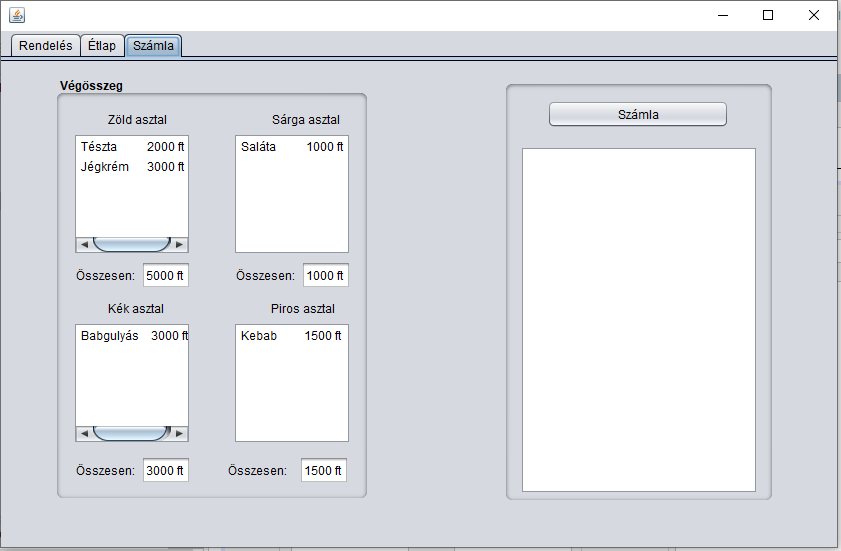 Rendelés Étlap Számla
Végösszeg
Zöld asztal
Tészta 2000 ft
Jégkrém 3000 ft
Összesen: 5000 ft
Sárga asztal
Saláta 1000 ft
Összesen: 1000 ft
Kék asztal
Babgulyás 3000 ft
Összesen: 3000 ft
Piros asztal
Kebab 1500 ft
Összesen: 1500 ft
Számla